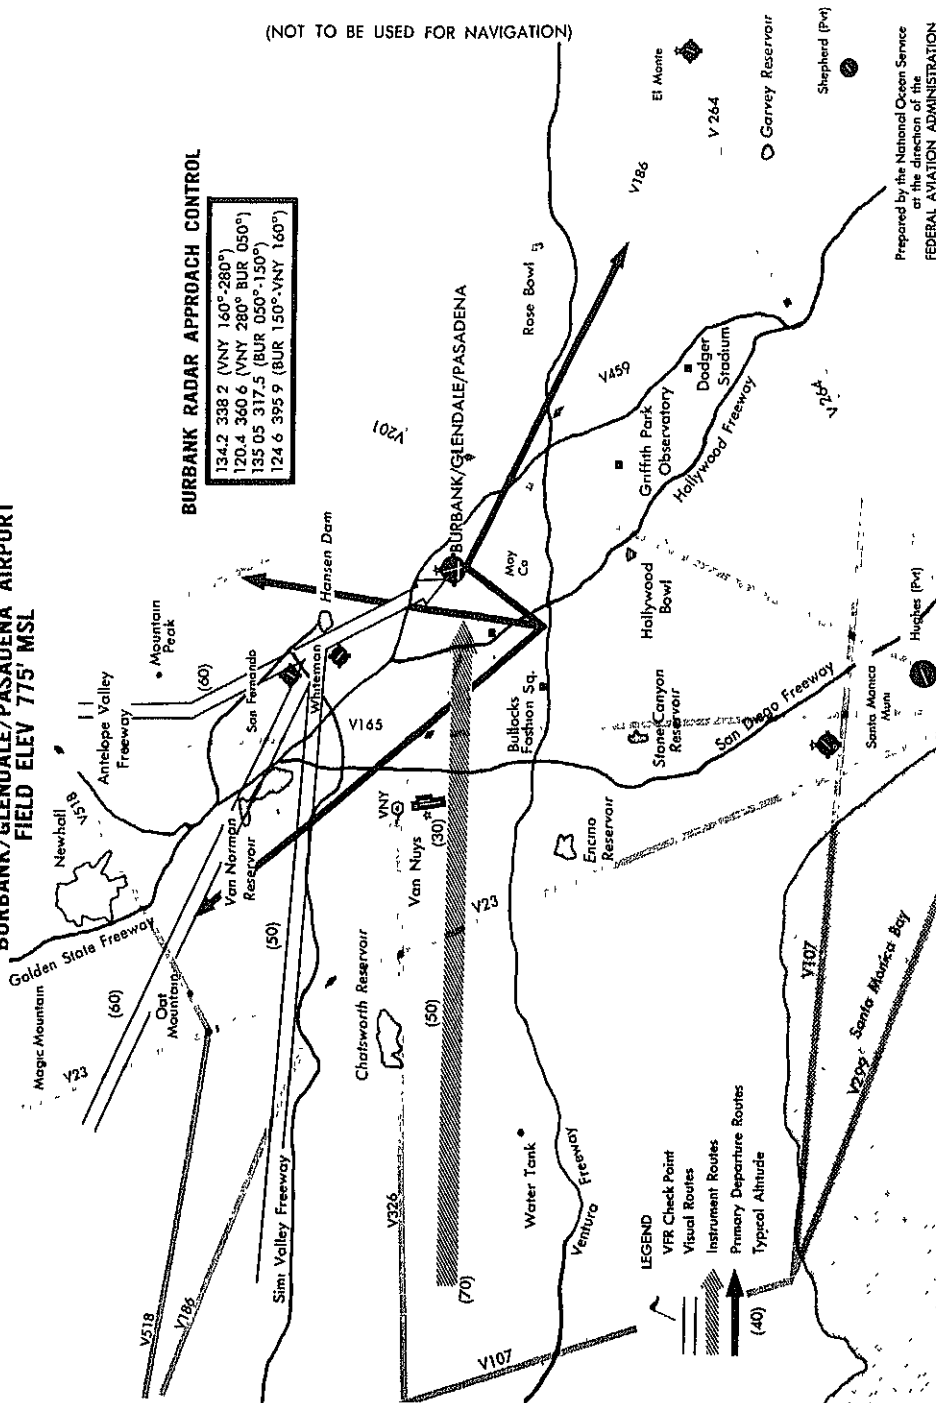 BURBANK/GLENDALE/PASADENA AIRPORT
FIELD ELEV 775' MSL
(NOT TO BE USED FOR NAVIGATION)
BURBANK RADAR APPROACH CONTROL
134.2 338 2 (VNY 160°-280°)
120.4 360 6 (VNY 280° BUR 050°)
135 05 317.5 (BUR 050°-150°)
124 6 395 9 (BUR 150°-VNY 160°)
Magic Mountain
Golden State Freeway
Newhall
V518
Antelope Valley
Freeway
Mountain
Peak
(60)
V23
(60)
Oat
Mountain
Van Norman
Reservoir
San Fernando
Whiteman
Hansen Dam
V201
El Monte
V 264
Garvey Reservoir
Shepherd (Pvt)
V518
V186
Simi Valley Freeway
(50)
V165
VNY
Van Nuys
(30)
BURBANK/GLENDALE/PASADENA
Rose Bowl
V186
Chatsworth Reservoir
V326
(50)
(70)
V23
May
Co
Bullocks
Fashion Sq.
V459
Griffith Park
Observatory
Dodger
Stadium
Hollywood Freeway
V264
Water Tank
Ventura Freeway
V107
Encino
Reservoir
Stone Canyon
Reservoir
Hollywood
Bowl
San Diego Freeway
Santa Monica
Muni
Hughes (Pvt)
V107
Santa Monica Bay
V299
LEGEND
VFR Check Point
Visual Routes
Instrument Routes
Primary Departure Routes
(40) Typical Altitude
Prepared by the National Ocean Service
at the direction of the
FEDERAL AVIATION ADMINISTRATION